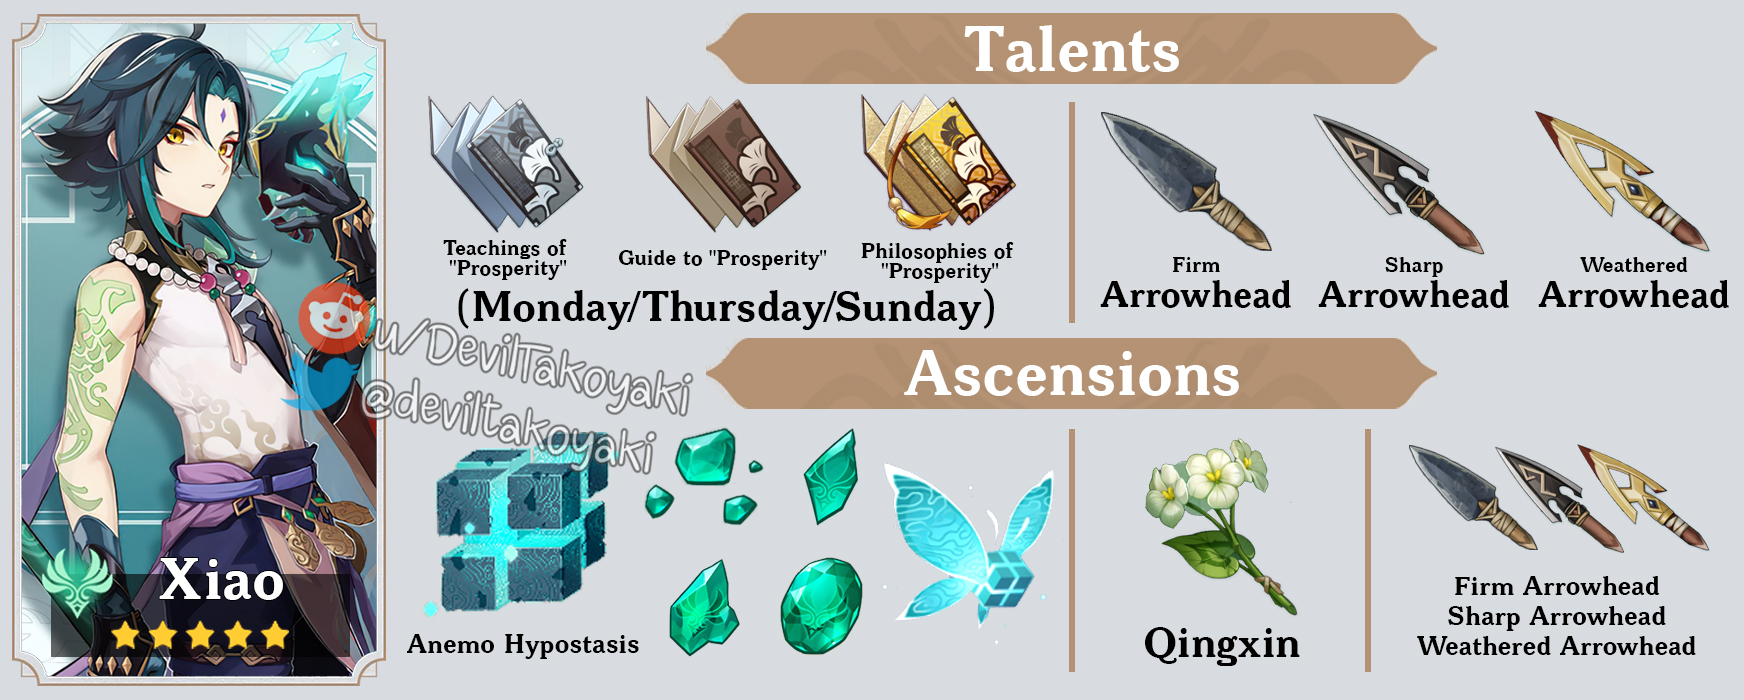 Talents
Teachings of
"Prosperity"
Guide to "Prosperity"
Philosophies of
"Prosperity"
(Monday/Thursday/Sunday)
Firm
Arrowhead
Sharp
Arrowhead
Weathered
Arrowhead
u/DevilTakoyaki
@deviltakoyaki
Ascensions
Xiao
Anemo Hypostasis
Qingxin
Firm Arrowhead
Sharp Arrowhead
Weathered Arrowhead